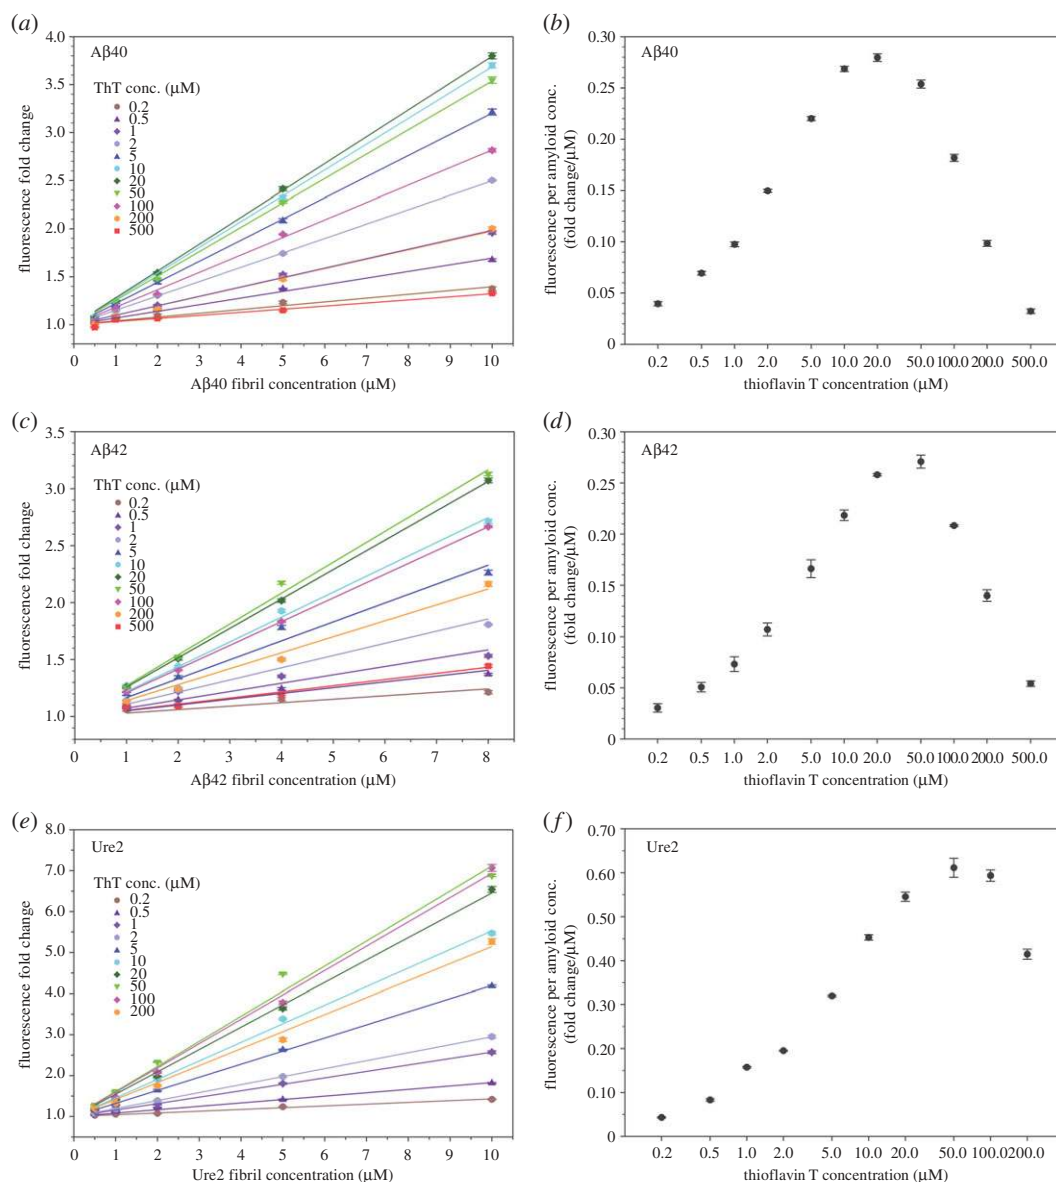 (a)
4.0
Aβ40
3.5
ThT conc. (μM)
0.2
0.5
1
2
5
10
20
50
100
200
500
3.0
2.5
2.0
1.5
1.0
fluorescence fold change
0 1 2 3 4 5 6 7 8 9 10
Aβ40 fibril concentration (μM)
(b)
0.30
Aβ40
0.25
0.20
0.15
0.10
0.05
0
fluorescence per amyloid conc.
(fold change/μM)
0.2 0.5 1.0 2.0 5.0 10.0 20.0 50.0 100.0 200.0 500.0
thioflavin T concentration (μM)
(c)
3.5
Aβ42
3.0
ThT conc. (μM)
0.2
0.5
1
2
5
10
20
50
100
200
500
2.5
2.0
1.5
1.0
fluorescence fold change
0 1 2 3 4 5 6 7 8
Aβ42 fibril concentration (μM)
(d)
0.30
Aβ42
0.25
0.20
0.15
0.10
0.05
0
fluorescence per amyloid conc.
(fold change/μM)
0.2 0.5 1.0 2.0 5.0 10.0 20.0 50.0 100.0 200.0 500.0
thioflavin T concentration (μM)
(e)
8.0
Ure2
7.0
ThT conc. (μM)
0.2
0.5
1
2
5
10
20
50
100
200
6.0
5.0
4.0
3.0
2.0
1.0
fluorescence fold change
0 1 2 3 4 5 6 7 8 9 10
Ure2 fibril concentration (μM)
(f)
0.70
Ure2
0.60
0.50
0.40
0.30
0.20
0.10
0
fluorescence per amyloid conc.
(fold change/μM)
0.2 0.5 1.0 2.0 5.0 10.0 20.0 50.0 100.0 200.0
thioflavin T concentration (μM)